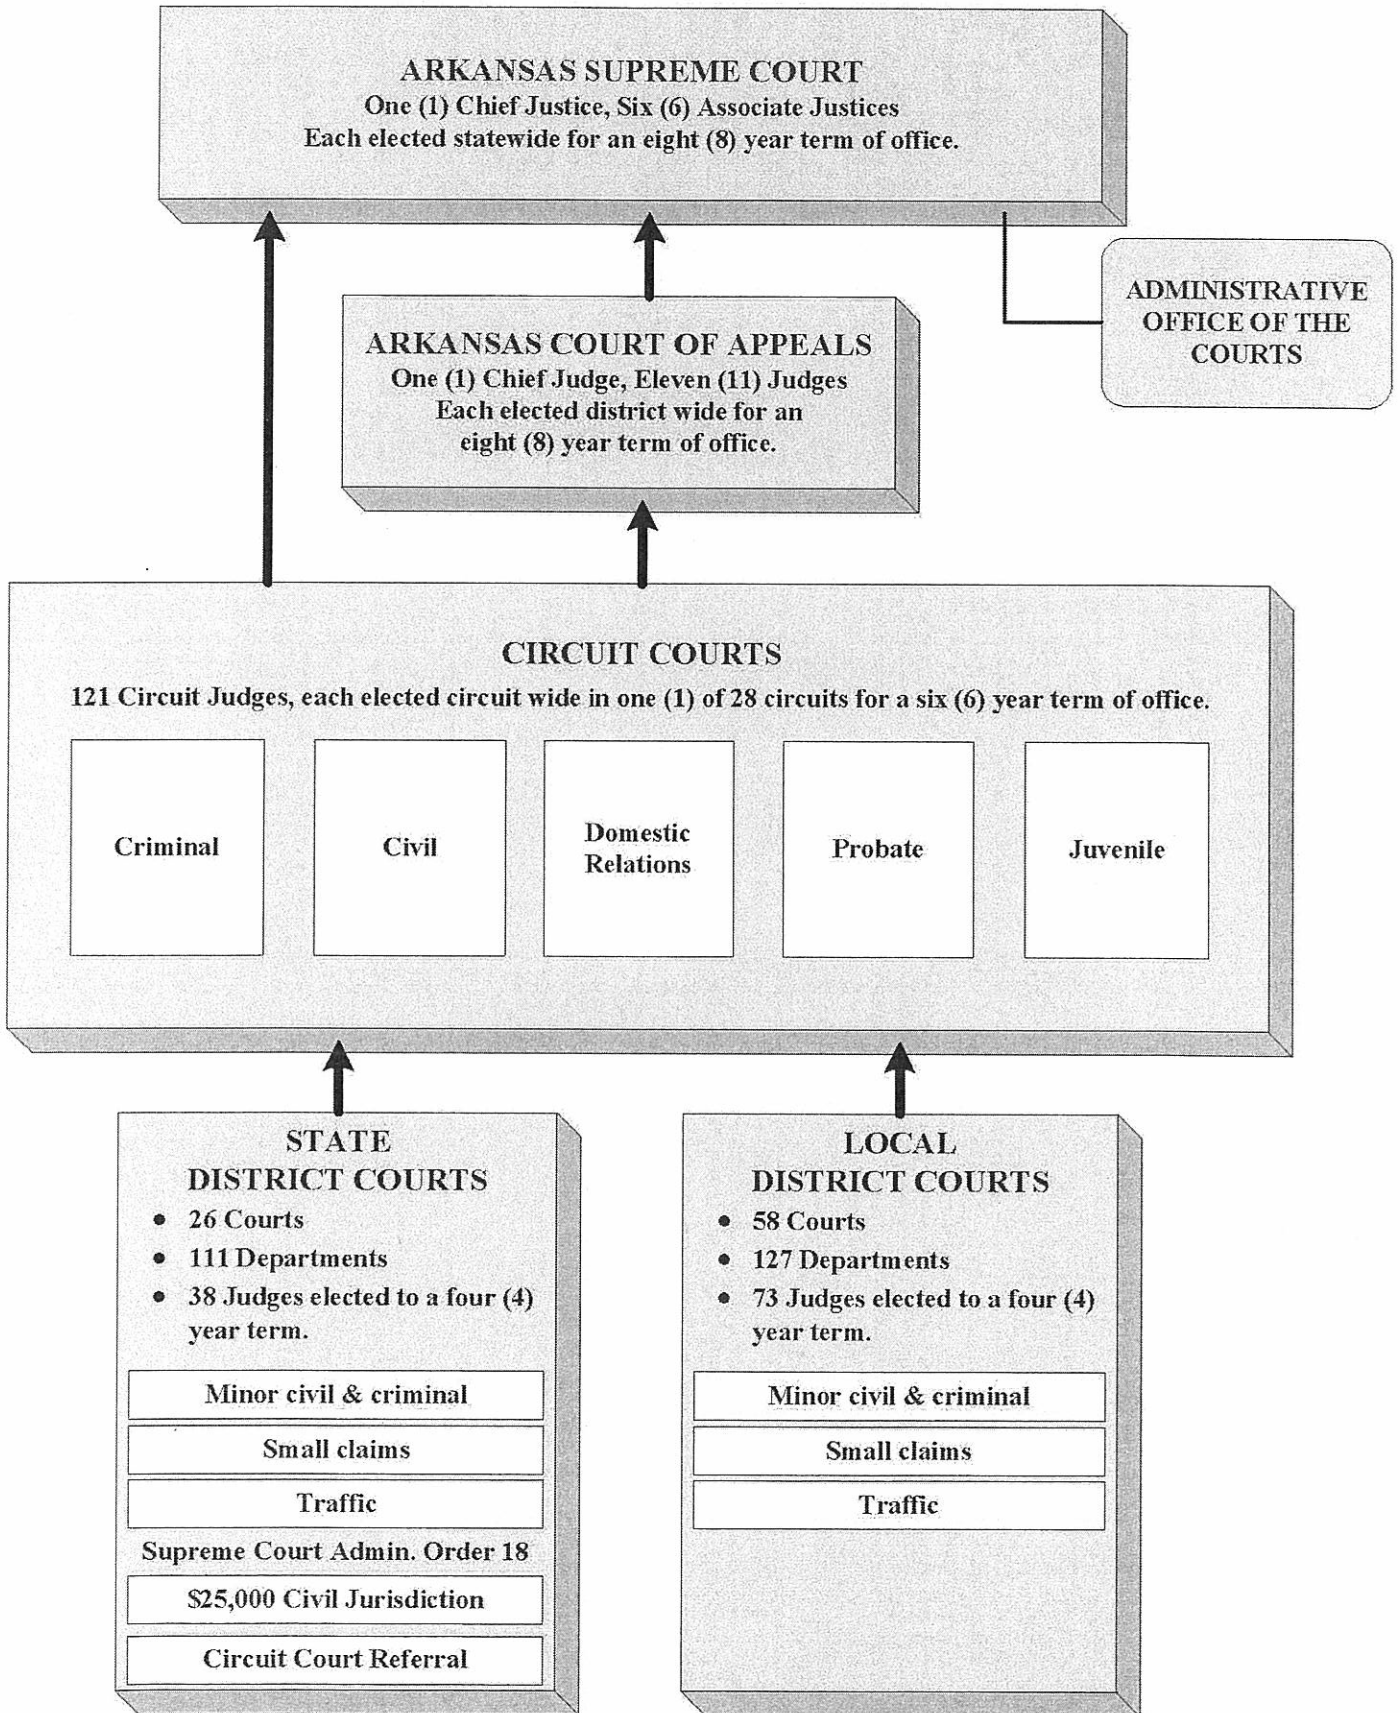 ARKANSAS SUPREME COURT
One (1) Chief Justice, Six (6) Associate Justices
Each elected statewide for an eight (8) year term of office.
ADMINISTRATIVE
OFFICE OF THE
COURTS
ARKANSAS COURT OF APPEALS
One (1) Chief Judge, Eleven (11) Judges
Each elected district wide for an
eight (8) year term of office.
CIRCUIT COURTS
121 Circuit Judges, each elected circuit wide in one (1) of 28 circuits for a six (6) year term of office.
Criminal
Civil
Domestic
Relations
Probate
Juvenile
STATE
DISTRICT COURTS
• 26 Courts
• 111 Departments
• 38 Judges elected to a four (4)
year term.
Minor civil & criminal
Small claims
Traffic
Supreme Court Admin. Order 18
$25,000 Civil Jurisdiction
Circuit Court Referral
LOCAL
DISTRICT COURTS
• 58 Courts
• 127 Departments
• 73 Judges elected to a four (4)
year term.
Minor civil & criminal
Small claims
Traffic